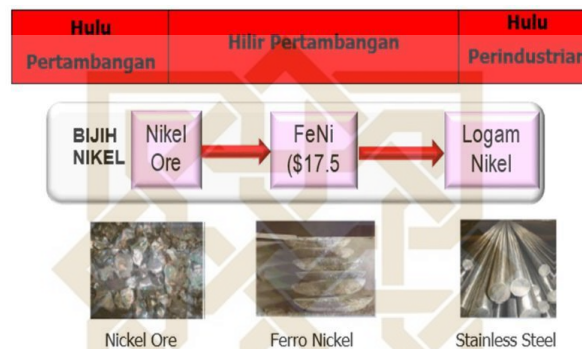 Hulu
Pertambangan
Hilir Pertambangan
Hulu
Perindustrian
BIJIH
NIKEL
Nikel
Ore
FeNi
($17.5
Logam
Nikel
Nickel Ore
Ferro Nickel
Stainless Steel